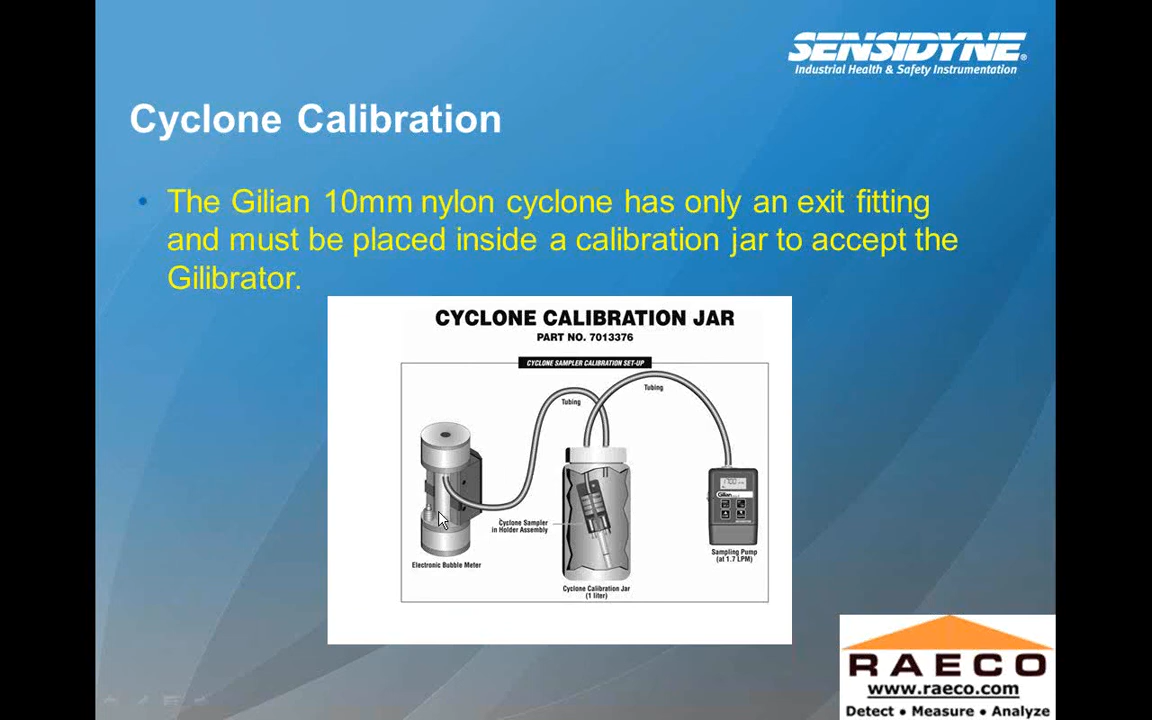 SENSIDYNE®
Industrial Health & Safety Instrumentation
Cyclone Calibration
• The Gilian 10mm nylon cyclone has only an exit fitting
and must be placed inside a calibration jar to accept the
Gilibrator.
CYCLONE CALIBRATION JAR
PART NO. 7013376
CYCLONE SAMPLER CALIBRATION SET-UP
Tubing
Tubing
Gilian
Cyclone Sampler
in Holder Assembly
Sampling Pump
(at 1.7 LPM)
Electronic Bubble Meter
Cyclone Calibration Jar
(1 liter)
RAECO
www.raeco.com
Detect • Measure • Analyze